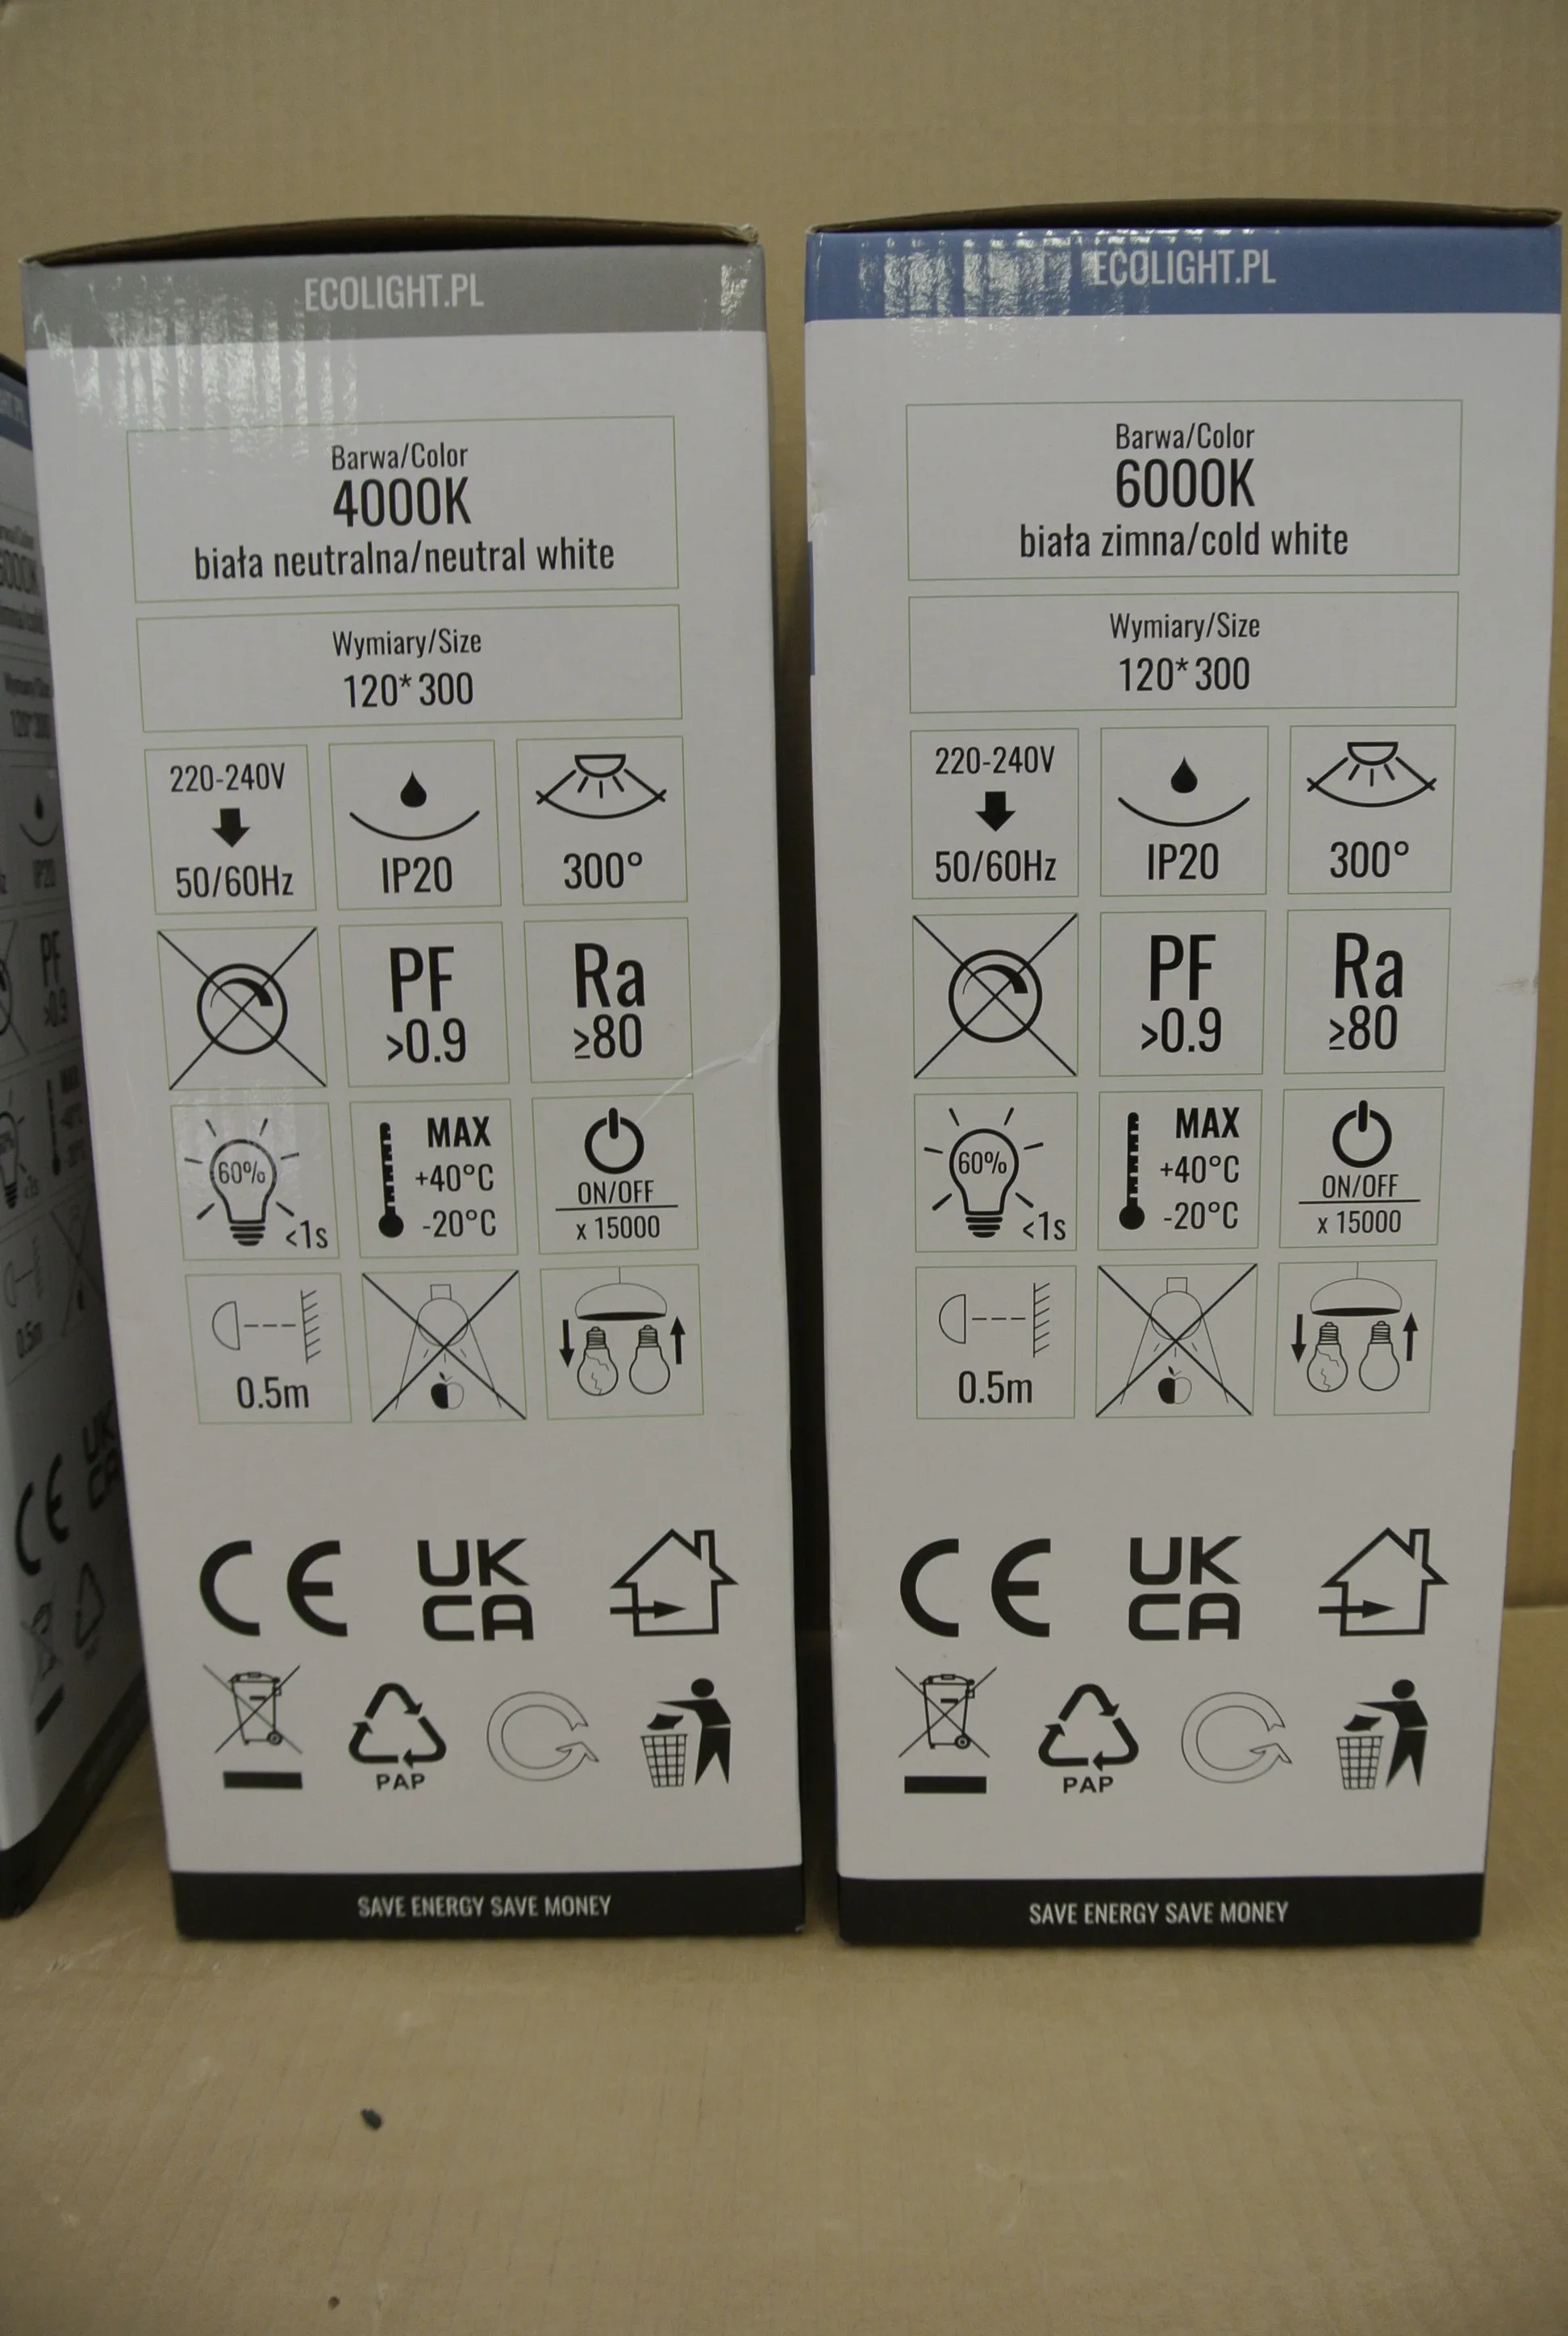 ECOLIGHT.PL
Barwa/Color
4000K
biała neutralna/neutral white
Wymiary/Size
120*300
220-240V
50/60Hz
IP20
300°
PF
>0.9
Ra
≥80
60%
<1s
MAX
+40°C
-20°C
ON/OFF
x 15000
0.5m
CE
UK
CA
PAP
SAVE ENERGY SAVE MONEY
ECOLIGHT.PL
Barwa/Color
6000K
biała zimna/cold white
Wymiary/Size
120*300
220-240V
50/60Hz
IP20
300°
PF
>0.9
Ra
≥80
60%
<1s
MAX
+40°C
-20°C
ON/OFF
x 15000
0.5m
CE
UK
CA
PAP
SAVE ENERGY SAVE MONEY